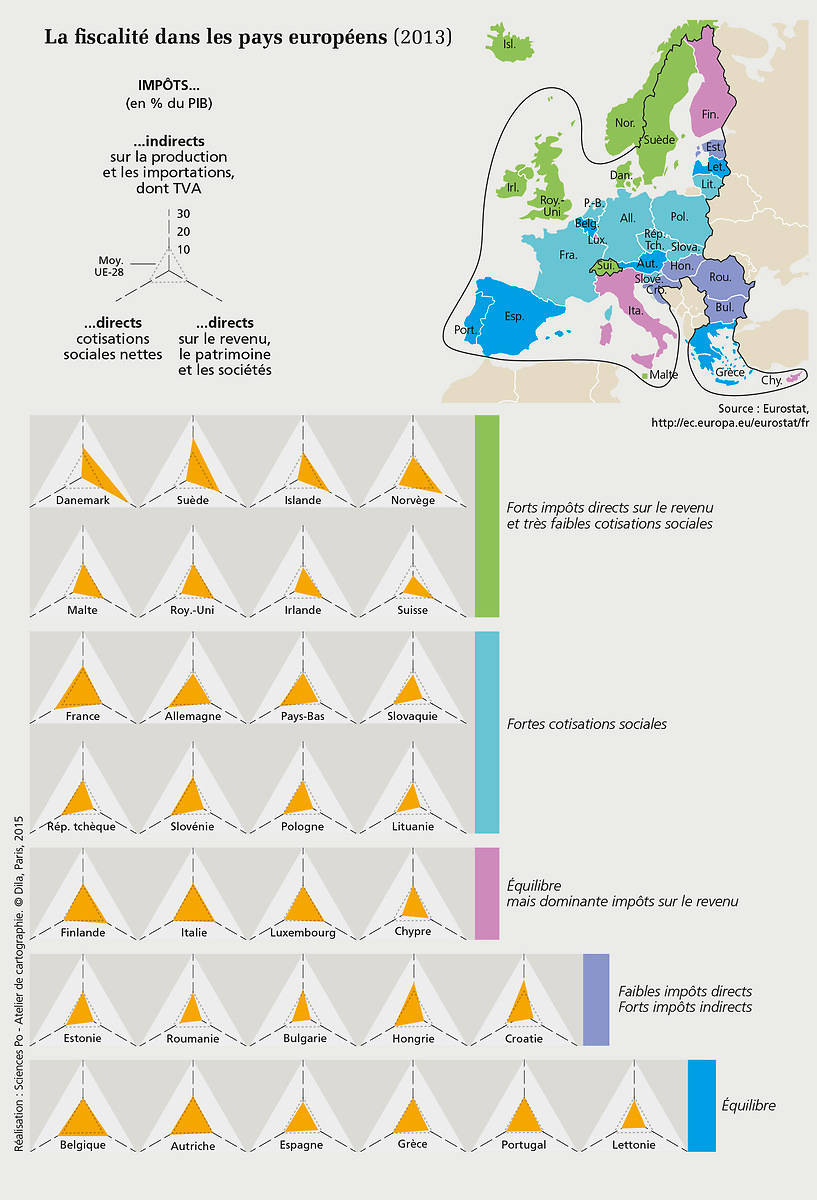 La fiscalité dans les pays européens (2013)
IMPÔTS...
(en % du PIB)
...indirects
sur la production
et les importations,
dont TVA
30
20
10
Moy.
UE-28
...directs
cotisations
sociales nettes
...directs
sur le revenu,
le patrimoine
et les sociétés
Isl.
Nor.
Suède
Fin.
Est.
Let.
Lit.
Dan.
Irl.
Roy.-
Uni
P.-B.
Belg.
Lux.
All.
Pol.
Rép.
Tch.
Slova.
Fra.
Sui.
Aut.
Hon.
Slové.
Cro.
Rou.
Bul.
Ita.
Port.
Esp.
Malte
Grèce
Chy.
Source : Eurostat,
http://ec.europa.eu/eurostat/fr
Danemark
Suède
Islande
Norvège
Malte
Roy.-Uni
Irlande
Suisse
Forts impôts directs sur le revenu
et très faibles cotisations sociales
France
Allemagne
Pays-Bas
Slovaquie
Rép. tchèque
Slovénie
Pologne
Lituanie
Fortes cotisations sociales
Finlande
Italie
Luxembourg
Chypre
Équilibre
mais dominante impôts sur le revenu
Estonie
Roumanie
Bulgarie
Hongrie
Croatie
Faibles impôts directs
Forts impôts indirects
Belgique
Autriche
Espagne
Grèce
Portugal
Lettonie
Équilibre
Réalisation : Sciences Po - Atelier de cartographie. © Dila, Paris, 2015